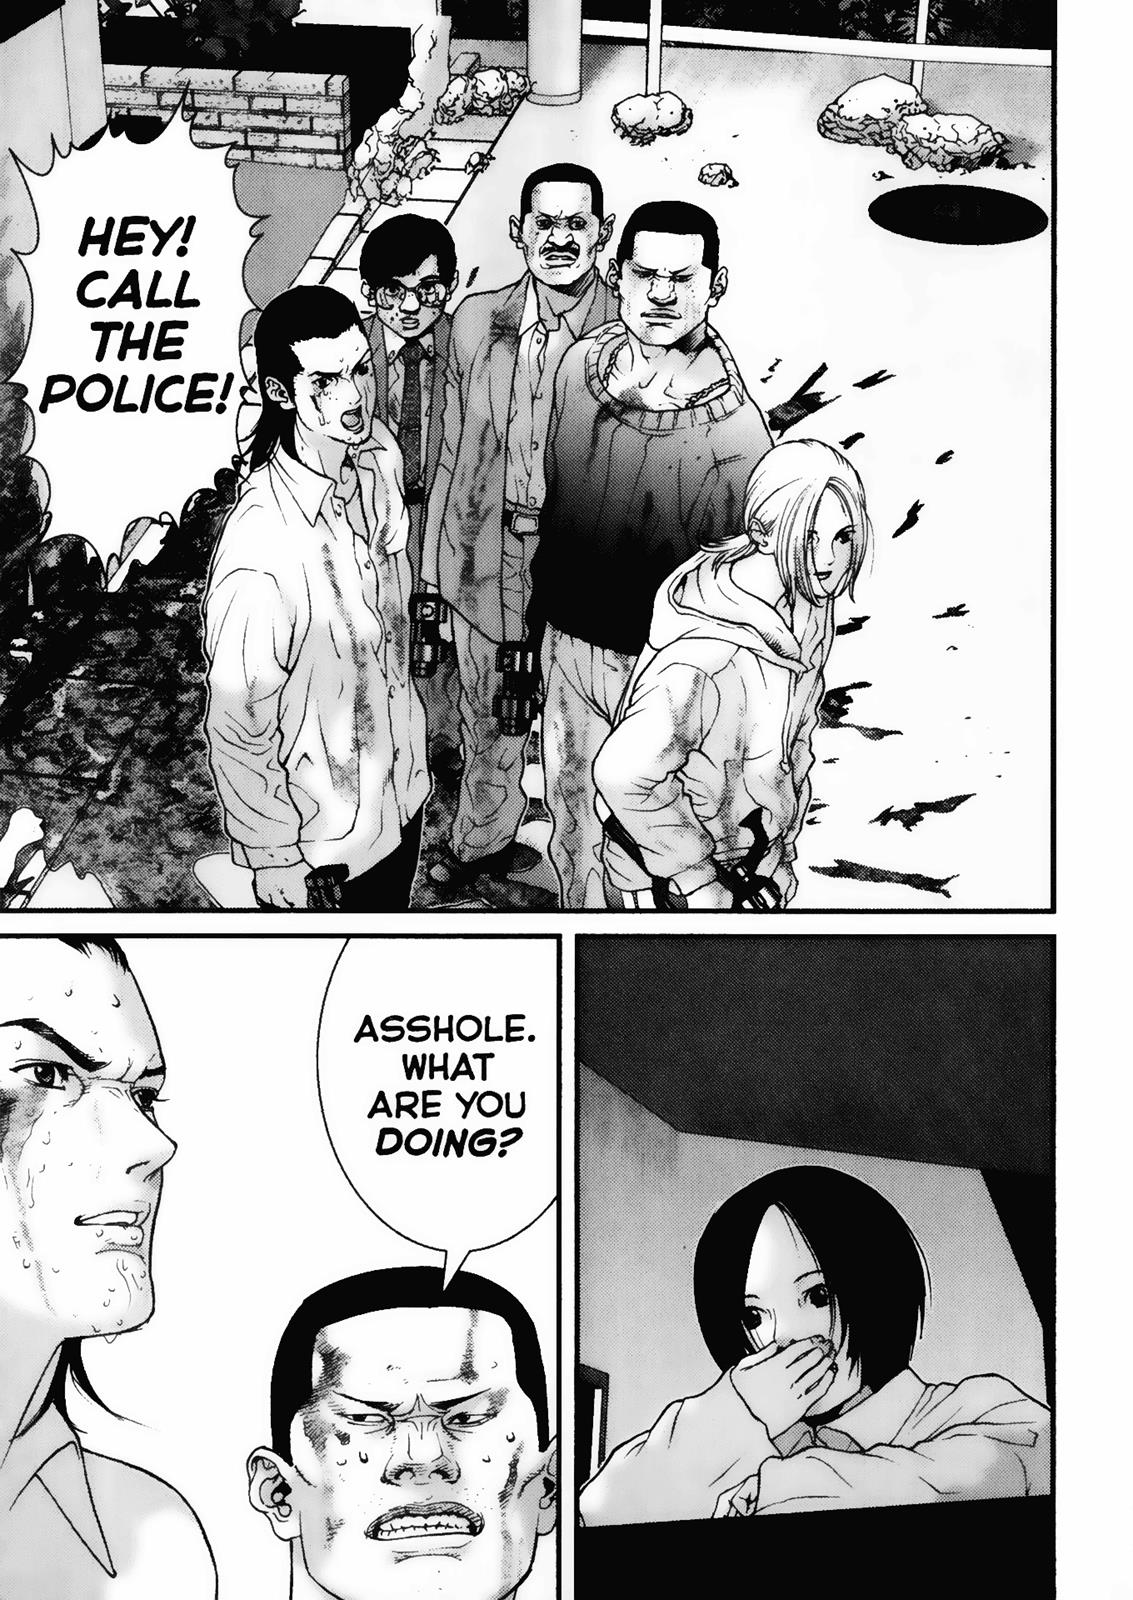 HEY!
CALL
THE
POLICE!
ASSHOLE.
WHAT
ARE YOU
DOING?